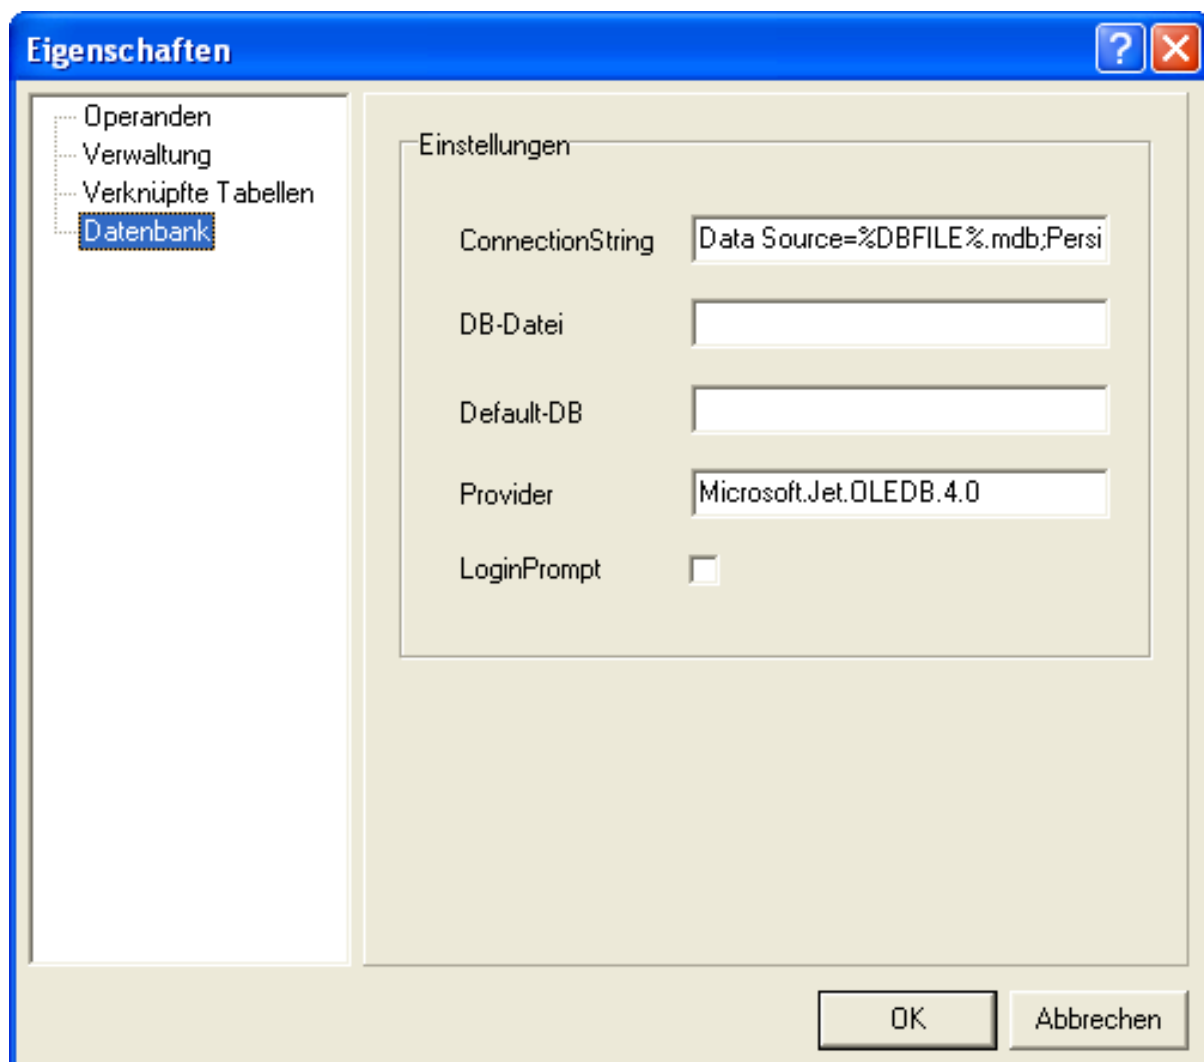 Eigenschaften
Operanden
Verwaltung
Verknüpfte Tabellen
Datenbank
Einstellungen
ConnectionString Data Source=%DBFILE%.mdb;Persi
DB-Datei
Default-DB
Provider Microsoft.Jet.OLEDB.4.0
LoginPrompt
OK Abbrechen